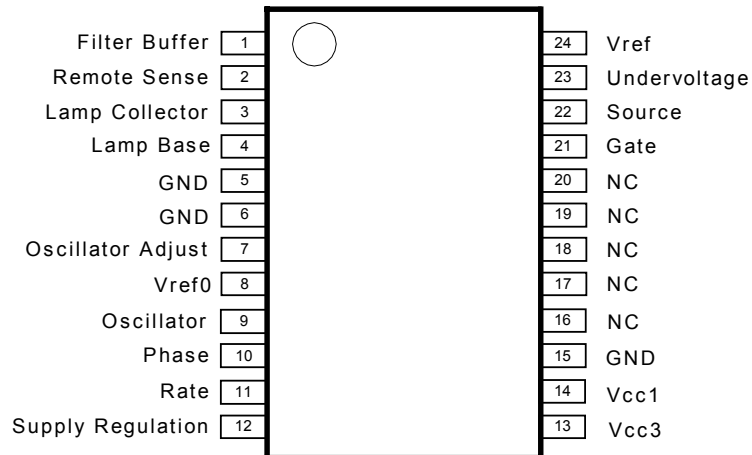 Filter Buffer 1 24 Vref
Remote Sense 2 23 Undervoltage
Lamp Collector 3 22 Source
Lamp Base 4 21 Gate
GND 5 20 NC
GND 6 19 NC
Oscillator Adjust 7 18 NC
Vref0 8 17 NC
Oscillator 9 16 NC
Phase 10 15 GND
Rate 11 14 Vcc1
Supply Regulation 12 13 Vcc3